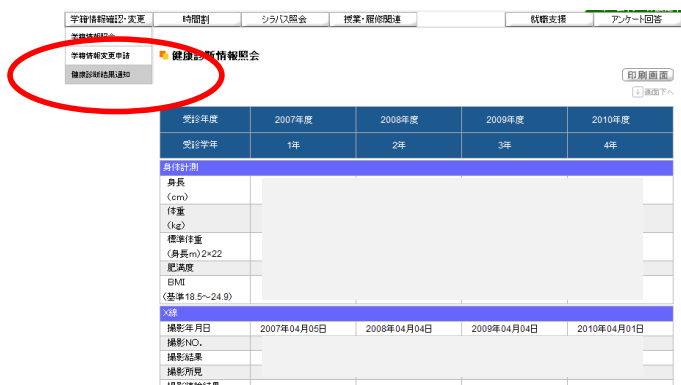 学籍情報確認・変更 時間割 シラバス照会 授業・履修関連 就職支援 アンケート回答
学籍情報照会
学籍情報変更申請
健康診断結果通知
健康診断情報照会
印刷画面
↓画面下へ
受診年度 2007年度 2008年度 2009年度 2010年度
受診学年 1年 2年 3年 4年
身体計測
身長
(cm)
体重
(kg)
標準体重
(身長m)2×22
肥満度
BMI
(基準18.5～24.9)
X線
撮影年月日 2007年04月05日 2008年04月04日 2009年04月04日 2010年04月01日
撮影NO.
撮影結果
撮影所見